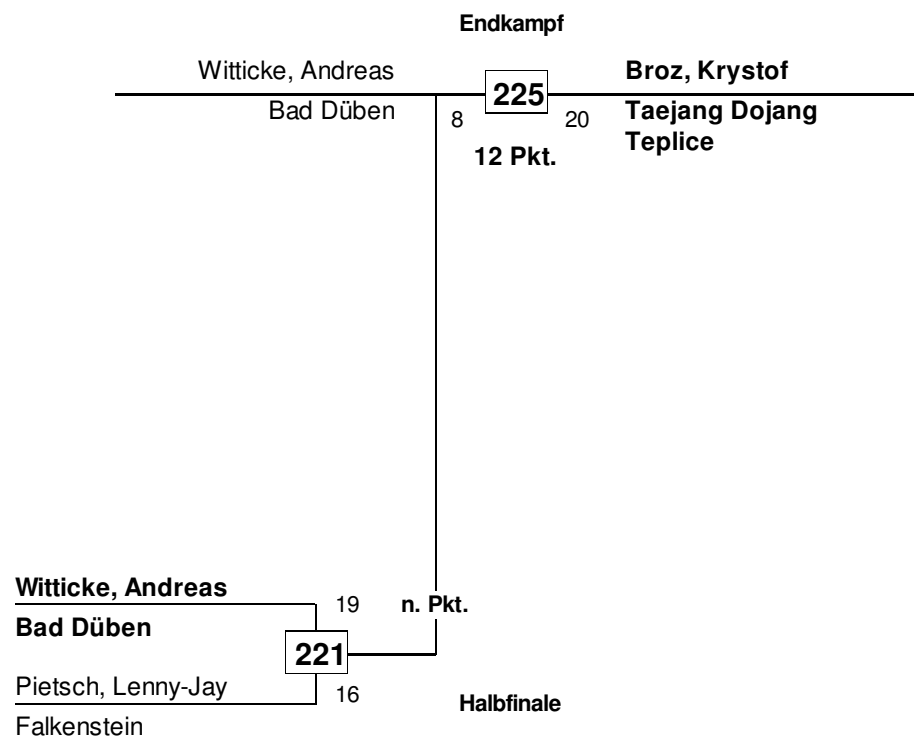 Endkampf
Witticke, Andreas
225
Broz, Krystof
Bad Düben
8
20
Taejang Dojang
Teplice
12 Pkt.
Witticke, Andreas
19
n. Pkt.
Bad Düben
221
Pietsch, Lenny-Jay
16
Halbfinale
Falkenstein